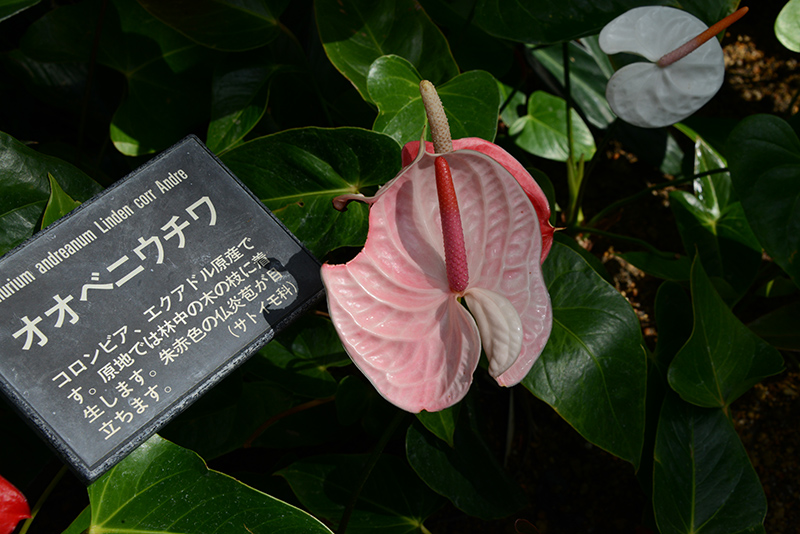 urium andreanum Linden corr Andre
オオベニウチワ
コロンビア、エクアドル原産で
す。原地では林中の木の枝に着
生します。朱赤色の仏炎苞が目
立ちます。 (サトイモ科)